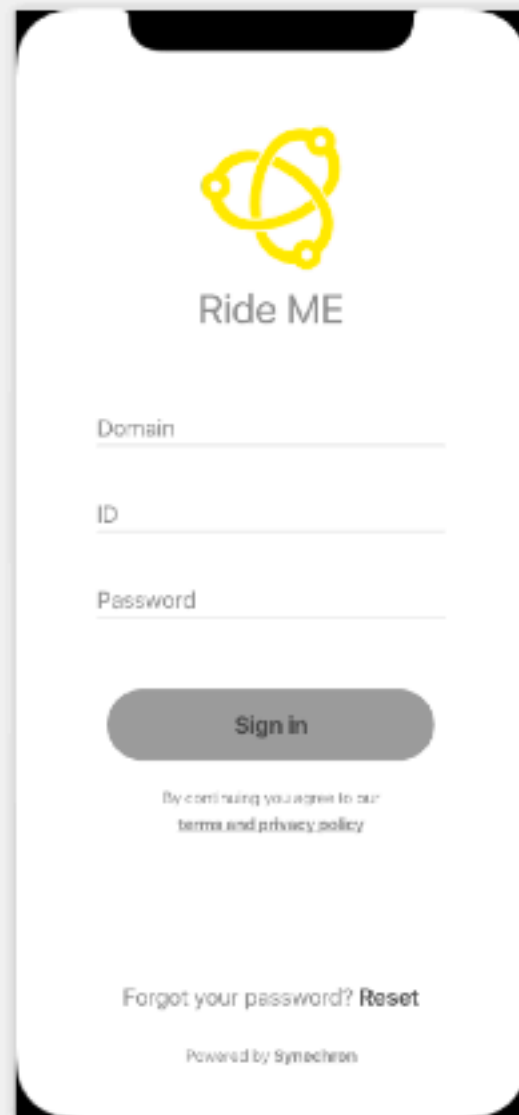 Ride ME
Domain
ID
Password
Sign in
By continuing you agree to our
terms and privacy policy
Forgot your password? Reset
Powered by Synechron